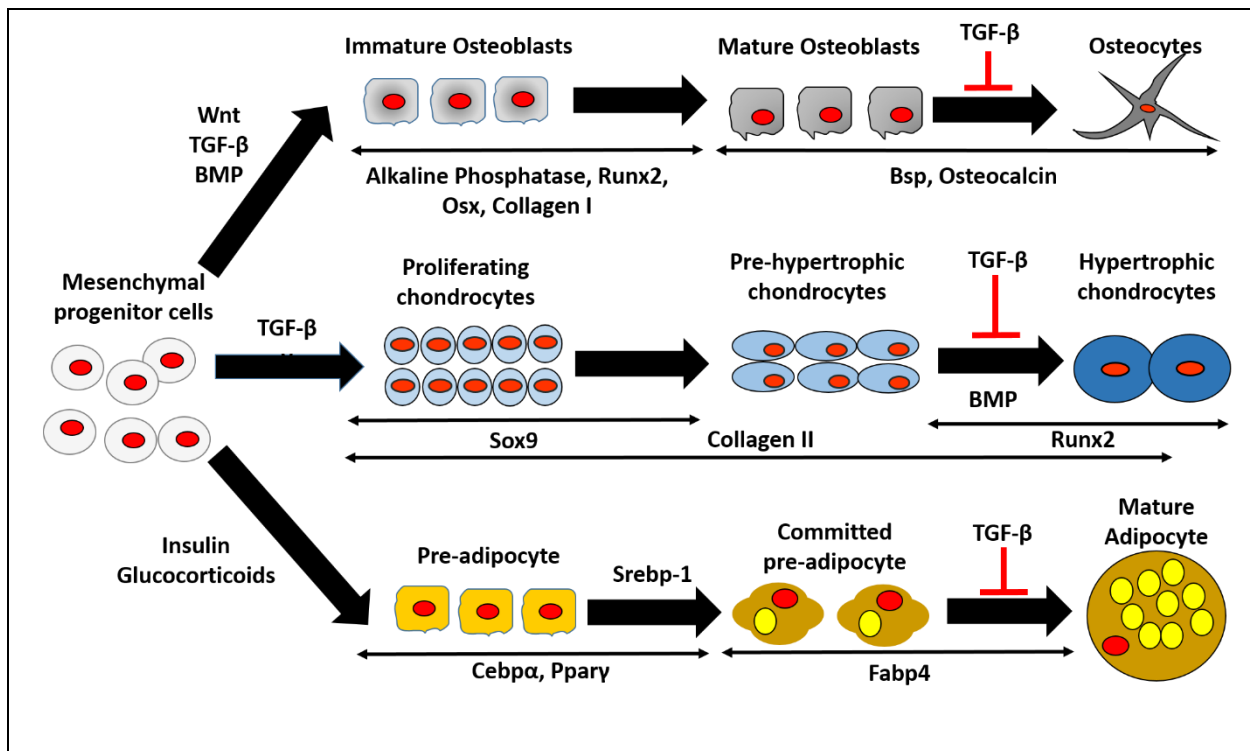 Immature Osteoblasts
Mature Osteoblasts
TGF-β
Osteocytes
Wnt
TGF-β
BMP
Alkaline Phosphatase, Runx2,
Osx, Collagen I
Bsp, Osteocalcin
Mesenchymal
progenitor cells
TGF-β
Proliferating
chondrocytes
Pre-hypertrophic
chondrocytes
TGF-β
Hypertrophic
chondrocytes
BMP
Sox9
Collagen II
Runx2
Insulin
Glucocorticoids
Pre-adipocyte
Srebp-1
Committed
pre-adipocyte
TGF-β
Mature
Adipocyte
Cebpα, Pparγ
Fabp4